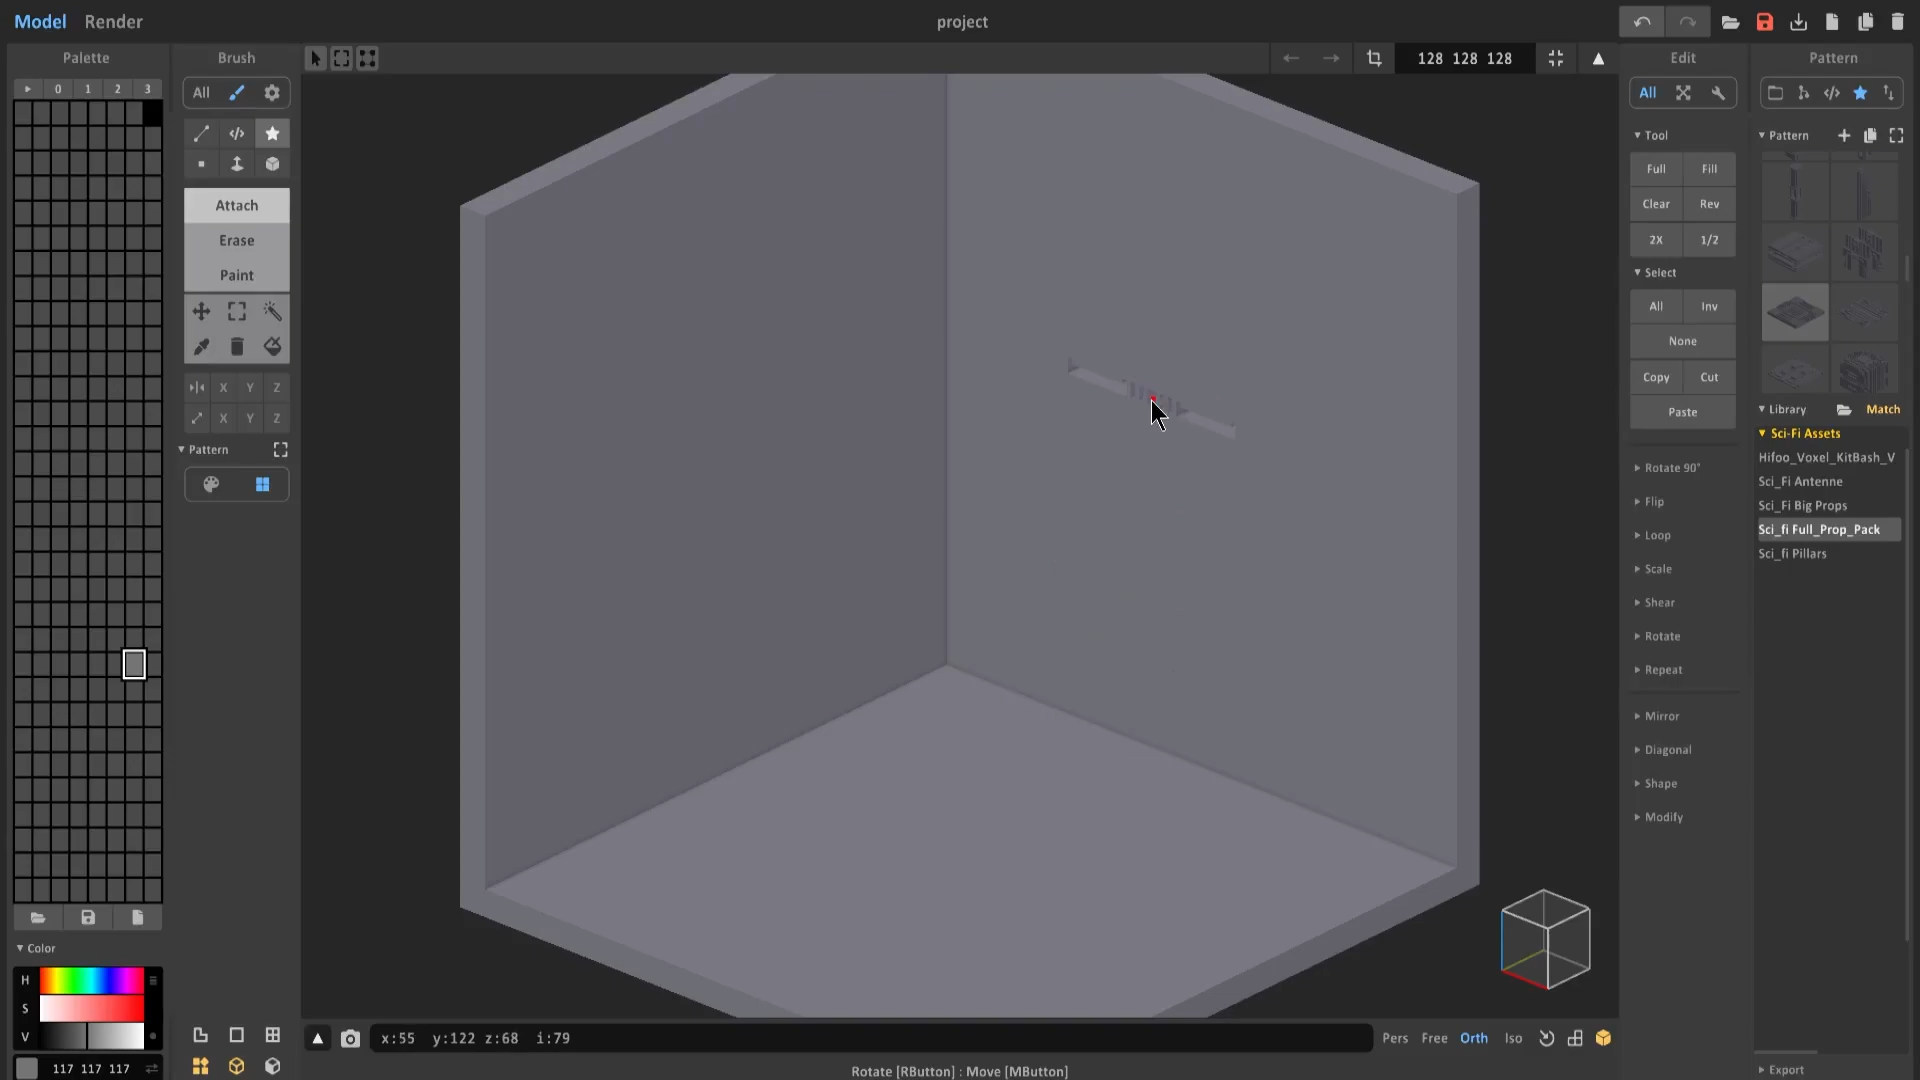 Model Render
project
Palette
Brush
128 128 128
Edit
Pattern
0 1 2 3
All
All
Tool
Pattern
Full Fill
Attach
Clear Rev
Erase
2X 1/2
Paint
Select
All Inv
None
Copy Cut
X Y Z
Paste
Library
Match
X Y Z
Sci-Fi Assets
Pattern
Hifoo_Voxel_KitBash_V
Rotate 90°
Sci_Fi Antenne
Flip
Sci_Fi Big Props
Loop
Sci_fi Full_Prop_Pack
Scale
Sci_fi Pillars
Shear
Rotate
Repeat
Mirror
Diagonal
Shape
Modify
Color
H
S
V
117 117 117
x:55 y:122 z:68 i:79
Pers Free Orth Iso
Rotate [RButton] : Move [MButton]
Export